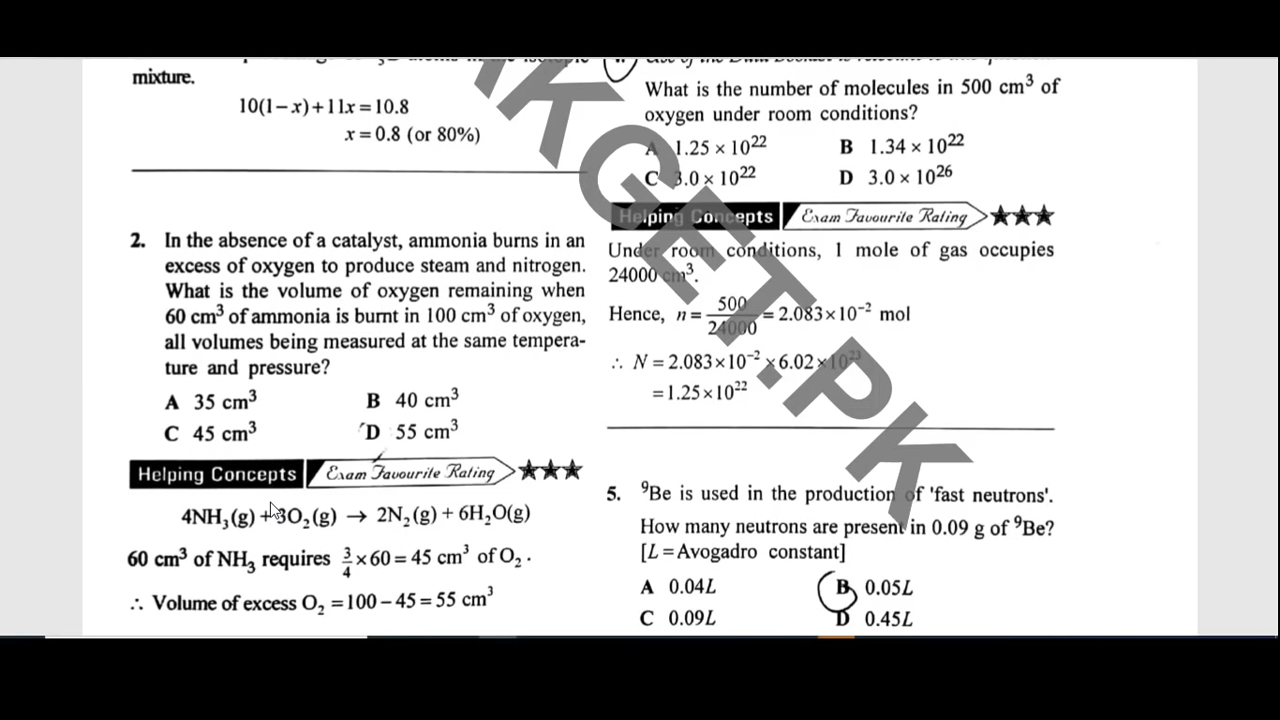 mixture.
10(1−x)+11x=10.8
x=0.8 (or 80%)
2. In the absence of a catalyst, ammonia burns in an
excess of oxygen to produce steam and nitrogen.
What is the volume of oxygen remaining when
60 cm³ of ammonia is burnt in 100 cm³ of oxygen,
all volumes being measured at the same tempera-
ture and pressure?
A 35 cm³ B 40 cm³
C 45 cm³ D 55 cm³
Helping Concepts Exam Favourite Rating ★★★
4NH₃(g) + 3O₂(g) → 2N₂(g) + 6H₂O(g)
60 cm³ of NH₃ requires 3/4 × 60 = 45 cm³ of O₂.
∴ Volume of excess O₂ = 100 − 45 = 55 cm³
What is the number of molecules in 500 cm³ of
oxygen under room conditions?
A 1.25 × 10²² B 1.34 × 10²²
C 3.0 × 10²² D 3.0 × 10²⁶
Helping Concepts Exam Favourite Rating ★★★
Under room conditions, 1 mole of gas occupies
24000 cm³.
Hence, n = 500/24000 = 2.083×10⁻² mol
∴ N = 2.083×10⁻² × 6.02×10²³
= 1.25×10²²
5. ⁹Be is used in the production of 'fast neutrons'.
How many neutrons are present in 0.09 g of ⁹Be?
[L = Avogadro constant]
A 0.04L B 0.05L
C 0.09L D 0.45L
KGET.PK